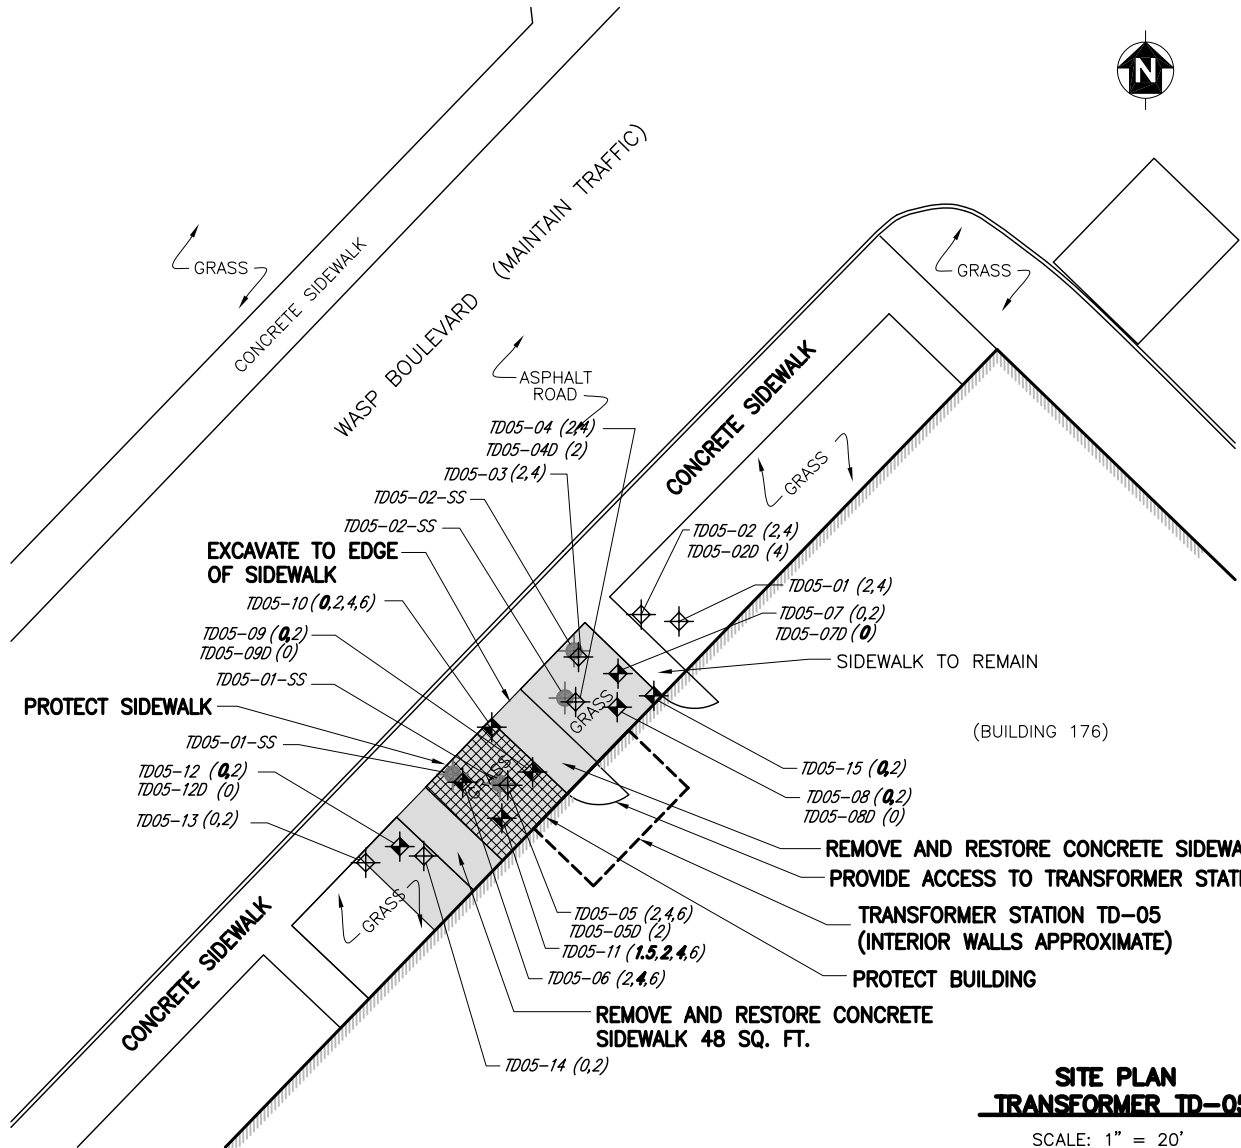 N
GRASS
CONCRETE SIDEWALK
WASP BOULEVARD (MAINTAIN TRAFFIC)
GRASS
ASPHALT
ROAD
CONCRETE SIDEWALK
GRASS
TD05-04 (2,4)
TD05-04D (2)
TD05-03 (2,4)
TD05-02-SS
TD05-02-SS
EXCAVATE TO EDGE
OF SIDEWALK
TD05-10 (0,2,4,6)
TD05-09 (0,2)
TD05-09D (0)
TD05-01-SS
PROTECT SIDEWALK
TD05-01-SS
TD05-12 (0,2)
TD05-12D (0)
TD05-13 (0,2)
TD05-02 (2,4)
TD05-02D (4)
TD05-01 (2,4)
TD05-07 (0,2)
TD05-07D (0)
SIDEWALK TO REMAIN
GRASS
(BUILDING 176)
TD05-15 (0,2)
TD05-08 (0,2)
TD05-08D (0)
REMOVE AND RESTORE CONCRETE
PROVIDE ACCESS TO TRANSFORMER
TRANSFORMER STATION TD-05
(INTERIOR WALLS APPROXIMATE)
PROTECT BUILDING
GRASS
CONCRETE SIDEWALK
TD05-05 (2,4,6)
TD05-05D (2)
TD05-11 (1.5,2,4,6)
TD05-06 (2,4,6)
REMOVE AND RESTORE CONCRETE
SIDEWALK 48 SQ. FT.
TD05-14 (0,2)
SITE PLAN
TRANSFORMER TD-05
SCALE: 1" = 20'